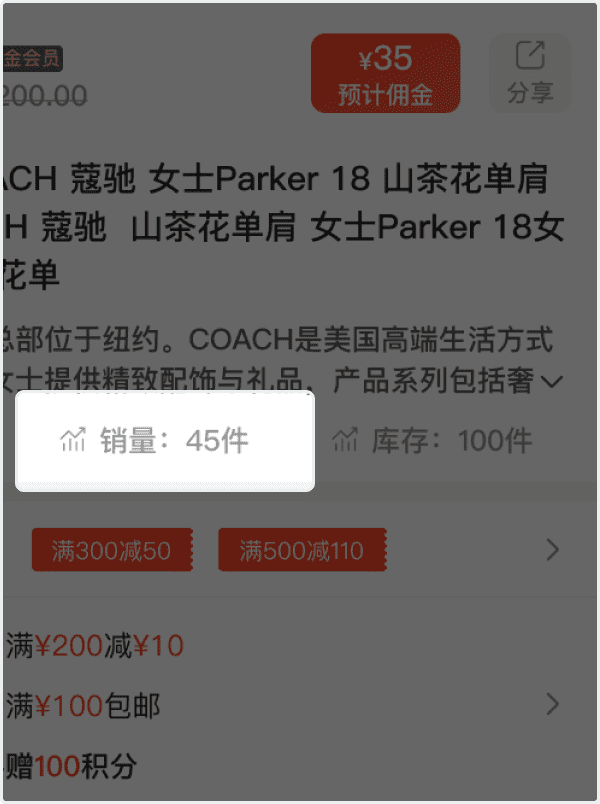 金会员
¥35
预计佣金
分享
200.00
ACH 蔻驰 女士Parker 18 山茶花单肩
H 蔻驰 山茶花单肩 女士Parker 18女
花单
总部位于纽约。COACH是美国高端生活方式
女士提供精致配饰与礼品，产品系列包括奢
销量：45件
库存：100件
满300减50
满500减110
满¥200减¥10
满¥100包邮
赠100积分